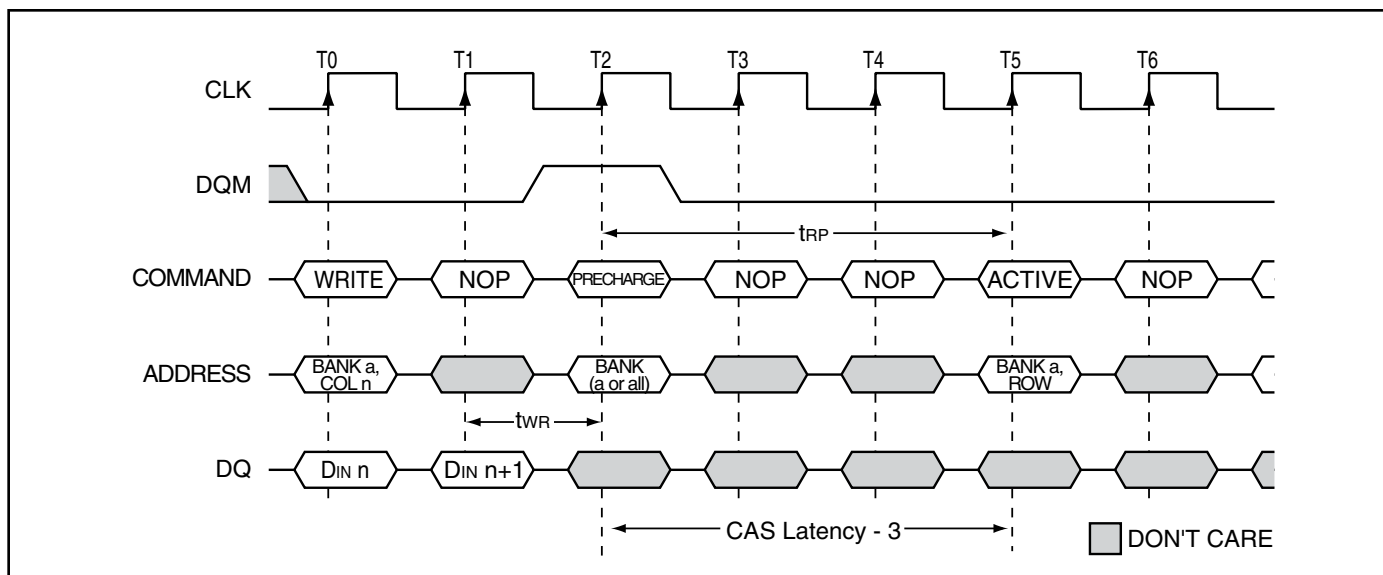 T0 T1 T2 T3 T4 T5 T6
CLK
DQM
tRP
COMMAND WRITE NOP PRECHARGE NOP NOP ACTIVE NOP
ADDRESS BANK a, COL n BANK (a or all) BANK a, ROW
tWR
DQ DIN n DIN n+1
CAS Latency - 3
DON'T CARE